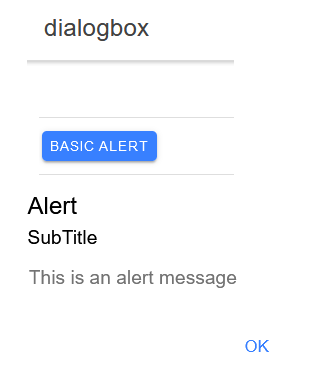 dialogbox
BASIC ALERT
Alert
SubTitle
This is an alert message
OK